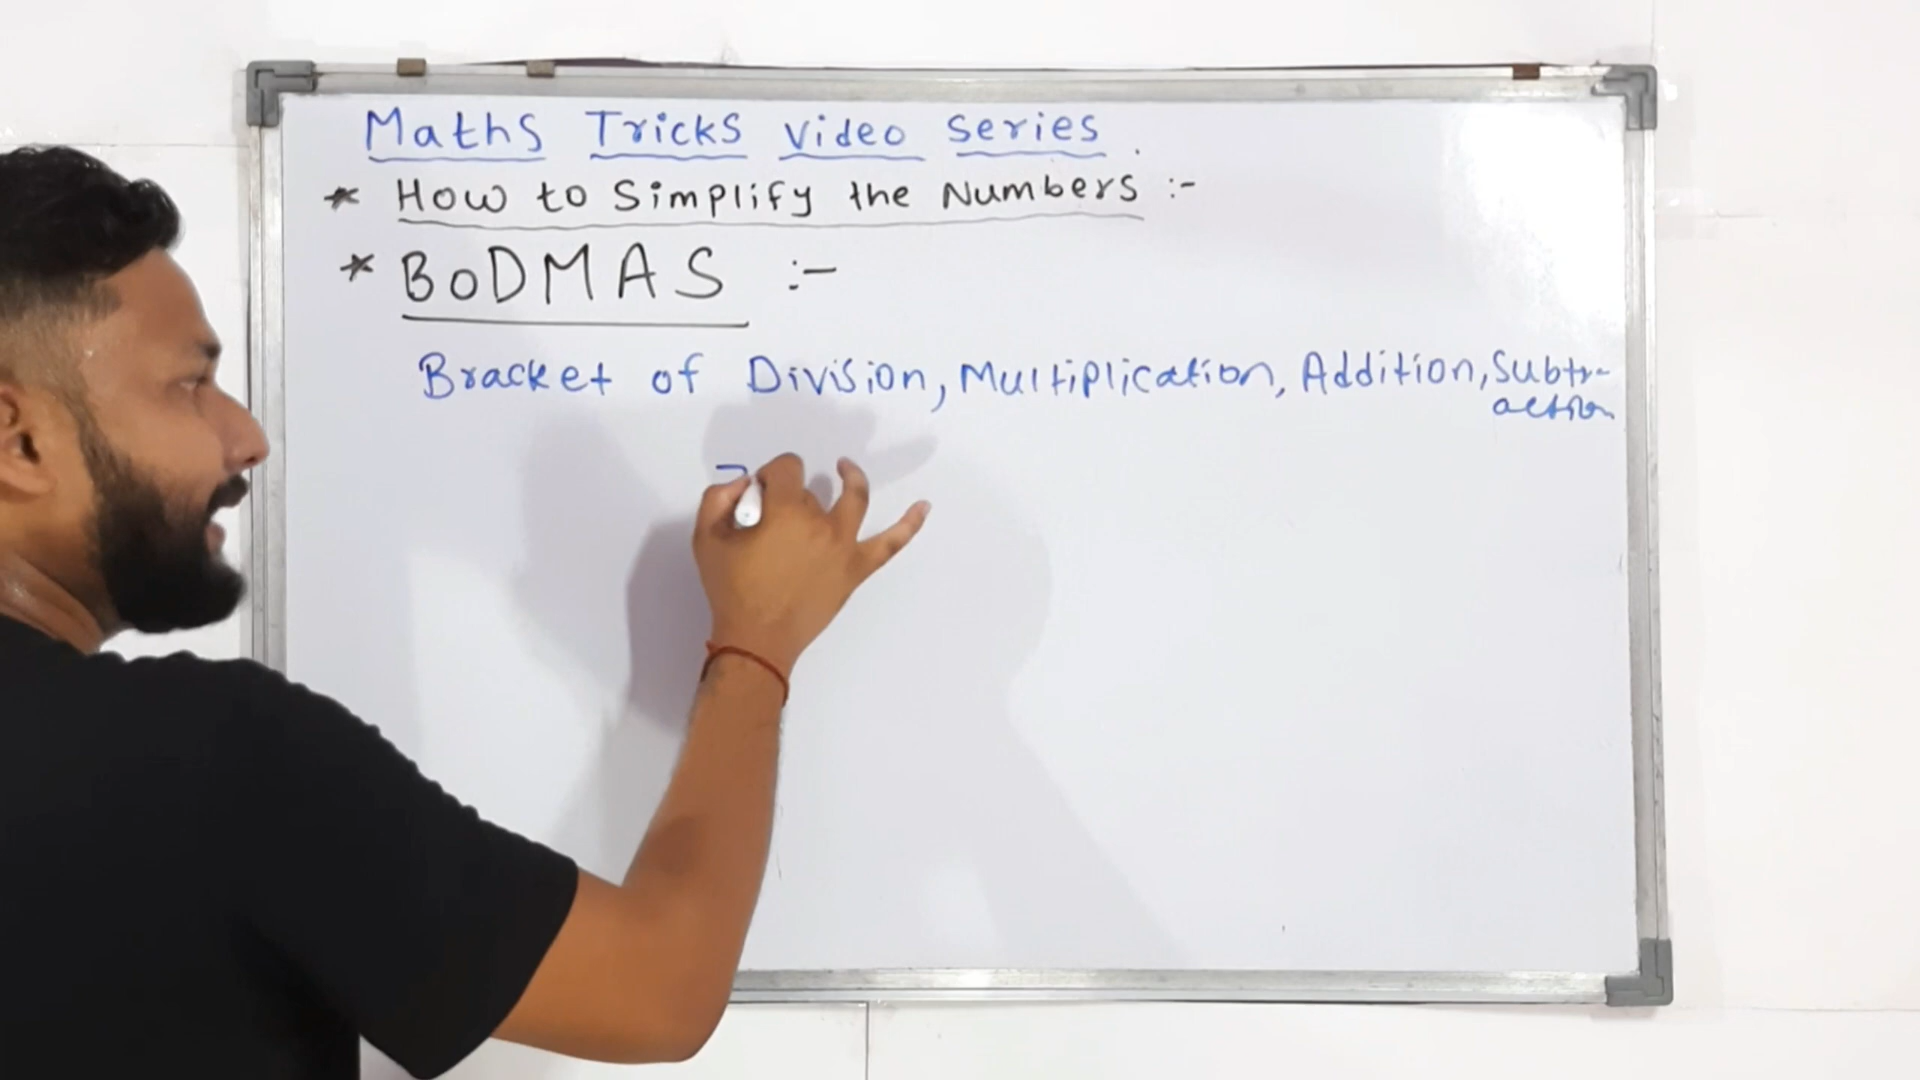 Maths Tricks Video Series.
* How to Simplify the Numbers :-
* BoDMAS :-
Bracket of Division, Multiplication, Addition, Subtr-
action